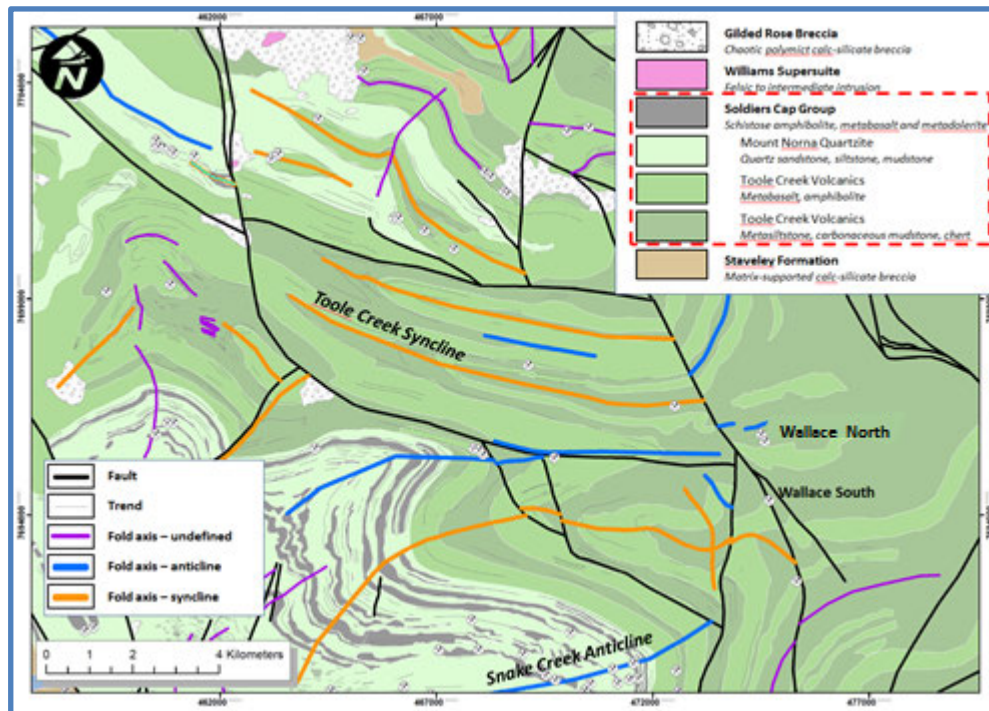 462000
467000
N
7704000
7699000
7694000
Gilded Rose Breccia
Chaotic polymict calc-silicate breccia
Williams Supersuite
Felsic to intermediate intrusion
Soldiers Cap Group
Schistose amphibolite, metabasalt and metadolerite
Mount Norna Quartzite
Quartz sandstone, siltstone, mudstone
Toole Creek Volcanics
Metabasalt, amphibolite
Toole Creek Volcanics
Metasiltstone, carbonaceous mudstone, chert
Staveley Formation
Matrix-supported calc-silicate breccia
Toole Creek Syncline
Wallace North
Wallace South
Snake Creek Anticline
Fault
Trend
Fold axis – undefined
Fold axis – anticline
Fold axis – syncline
0 1 2 4 Kilometers
462000
467000
472000
477000